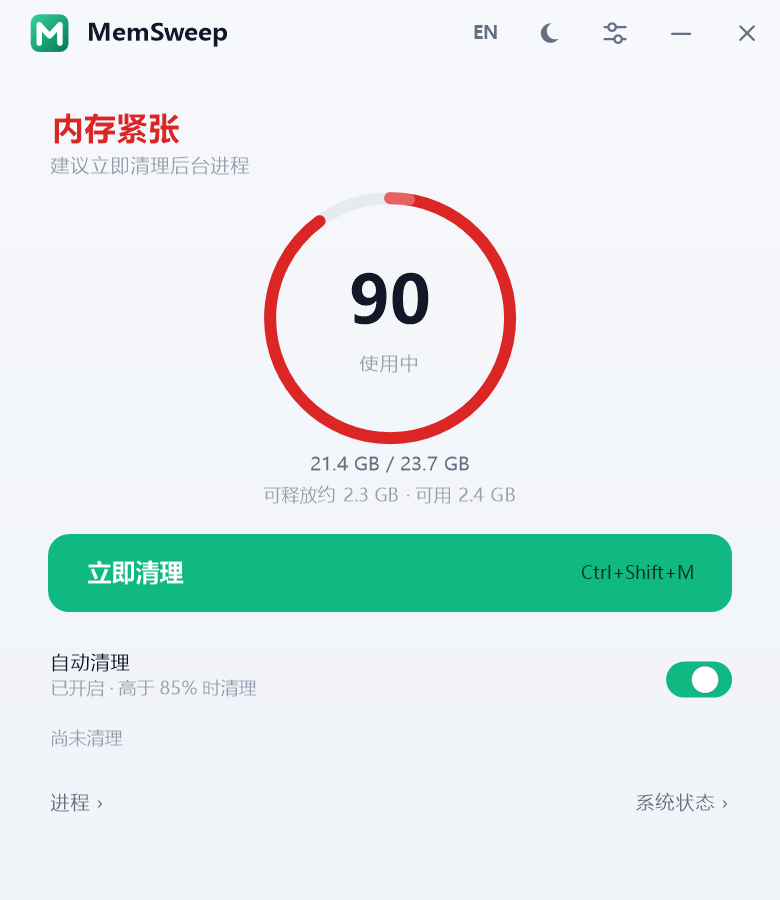 MemSweep
EN
内存紧张
建议立即清理后台进程
90
使用中
21.4 GB / 23.7 GB
可释放约 2.3 GB · 可用 2.4 GB
立即清理 Ctrl+Shift+M
自动清理
已开启 · 高于 85% 时清理
尚未清理
进程 › 系统状态 ›